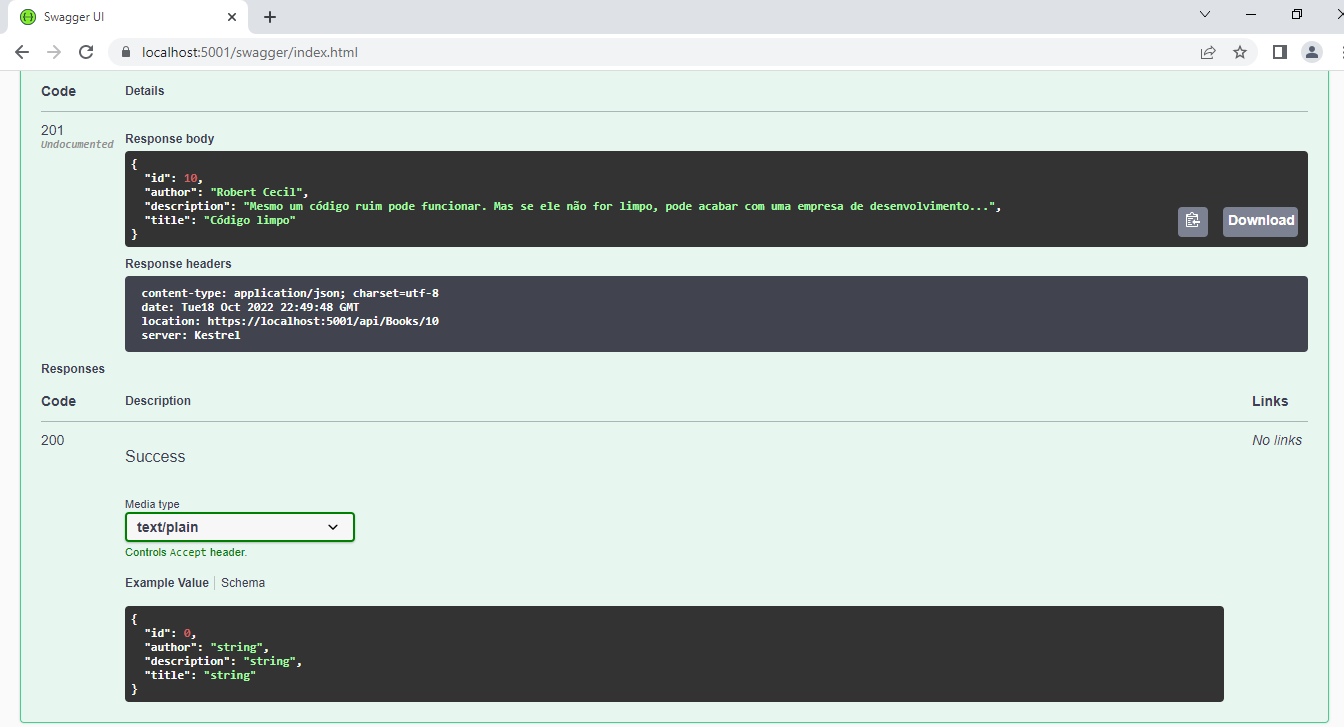 Swagger UI
localhost:5001/swagger/index.html
Code Details
201
Undocumented
Response body
{
"id": 10,
"author": "Robert Cecil",
"description": "Mesmo um código ruim pode funcionar. Mas se ele não for limpo, pode acabar com uma empresa de desenvolvimento...",
"title": "Código limpo"
}
Download
Response headers
content-type: application/json; charset=utf-8
date: Tue18 Oct 2022 22:49:48 GMT
location: https://localhost:5001/api/Books/10
server: Kestrel
Responses
Code Description Links
200 No links
Success
Media type
text/plain
Controls Accept header.
Example Value Schema
{
"id": 0,
"author": "string",
"description": "string",
"title": "string"
}